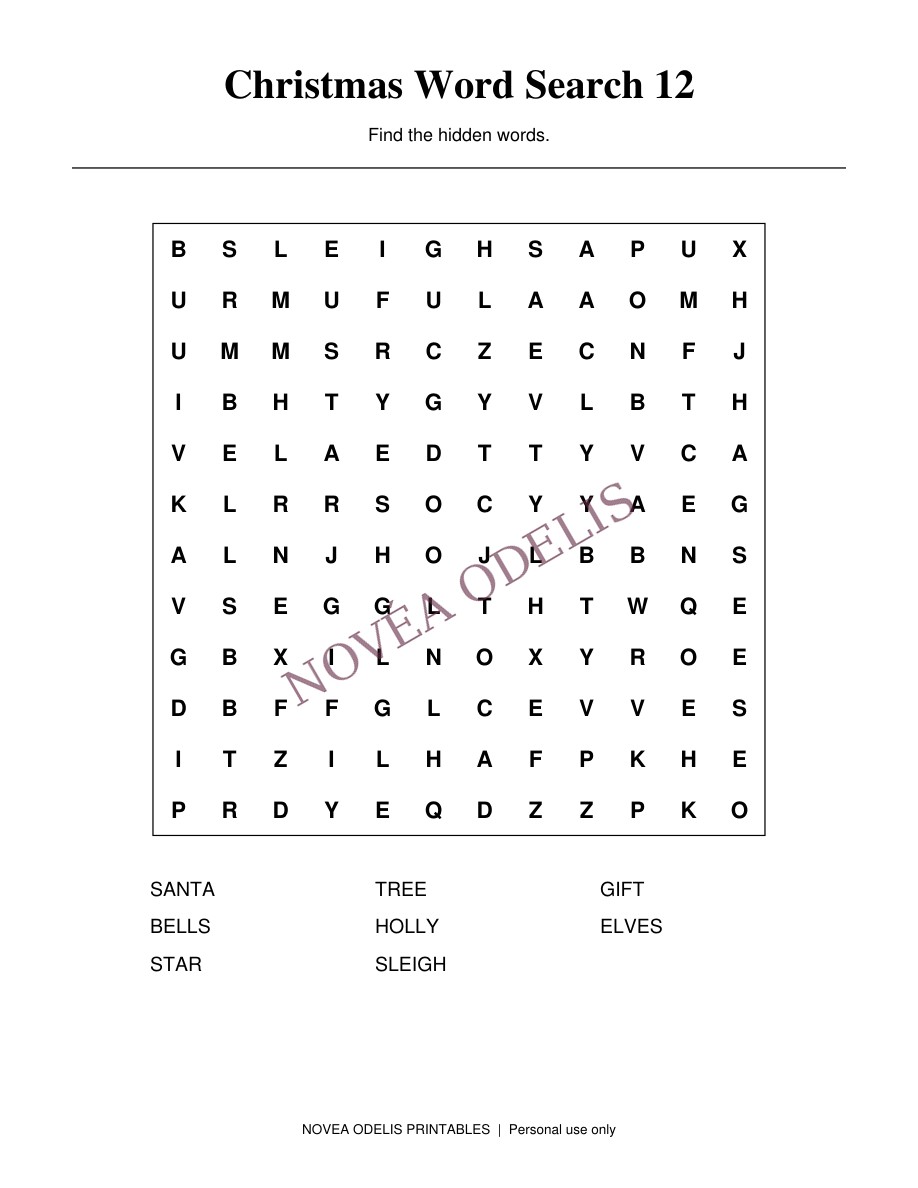 Christmas Word Search 12
Find the hidden words.
B S L E I G H S A P U X
U R M U F U L A A O M H
U M M S R C Z E C N F J
I B H T Y G Y V L B T H
V E L A E D T T Y V C A
K L R R S O C Y Y A E G
A L N J H O J L B B N S
V S E G G L T H T W Q E
G B X I L N O X Y R O E
D B F F G L C E V V E S
I T Z I L H A F P K H E
P R D Y E Q D Z Z P K O
NOVÉA ODELIS
SANTA TREE GIFT
BELLS HOLLY ELVES
STAR SLEIGH
NOVEA ODELIS PRINTABLES | Personal use only